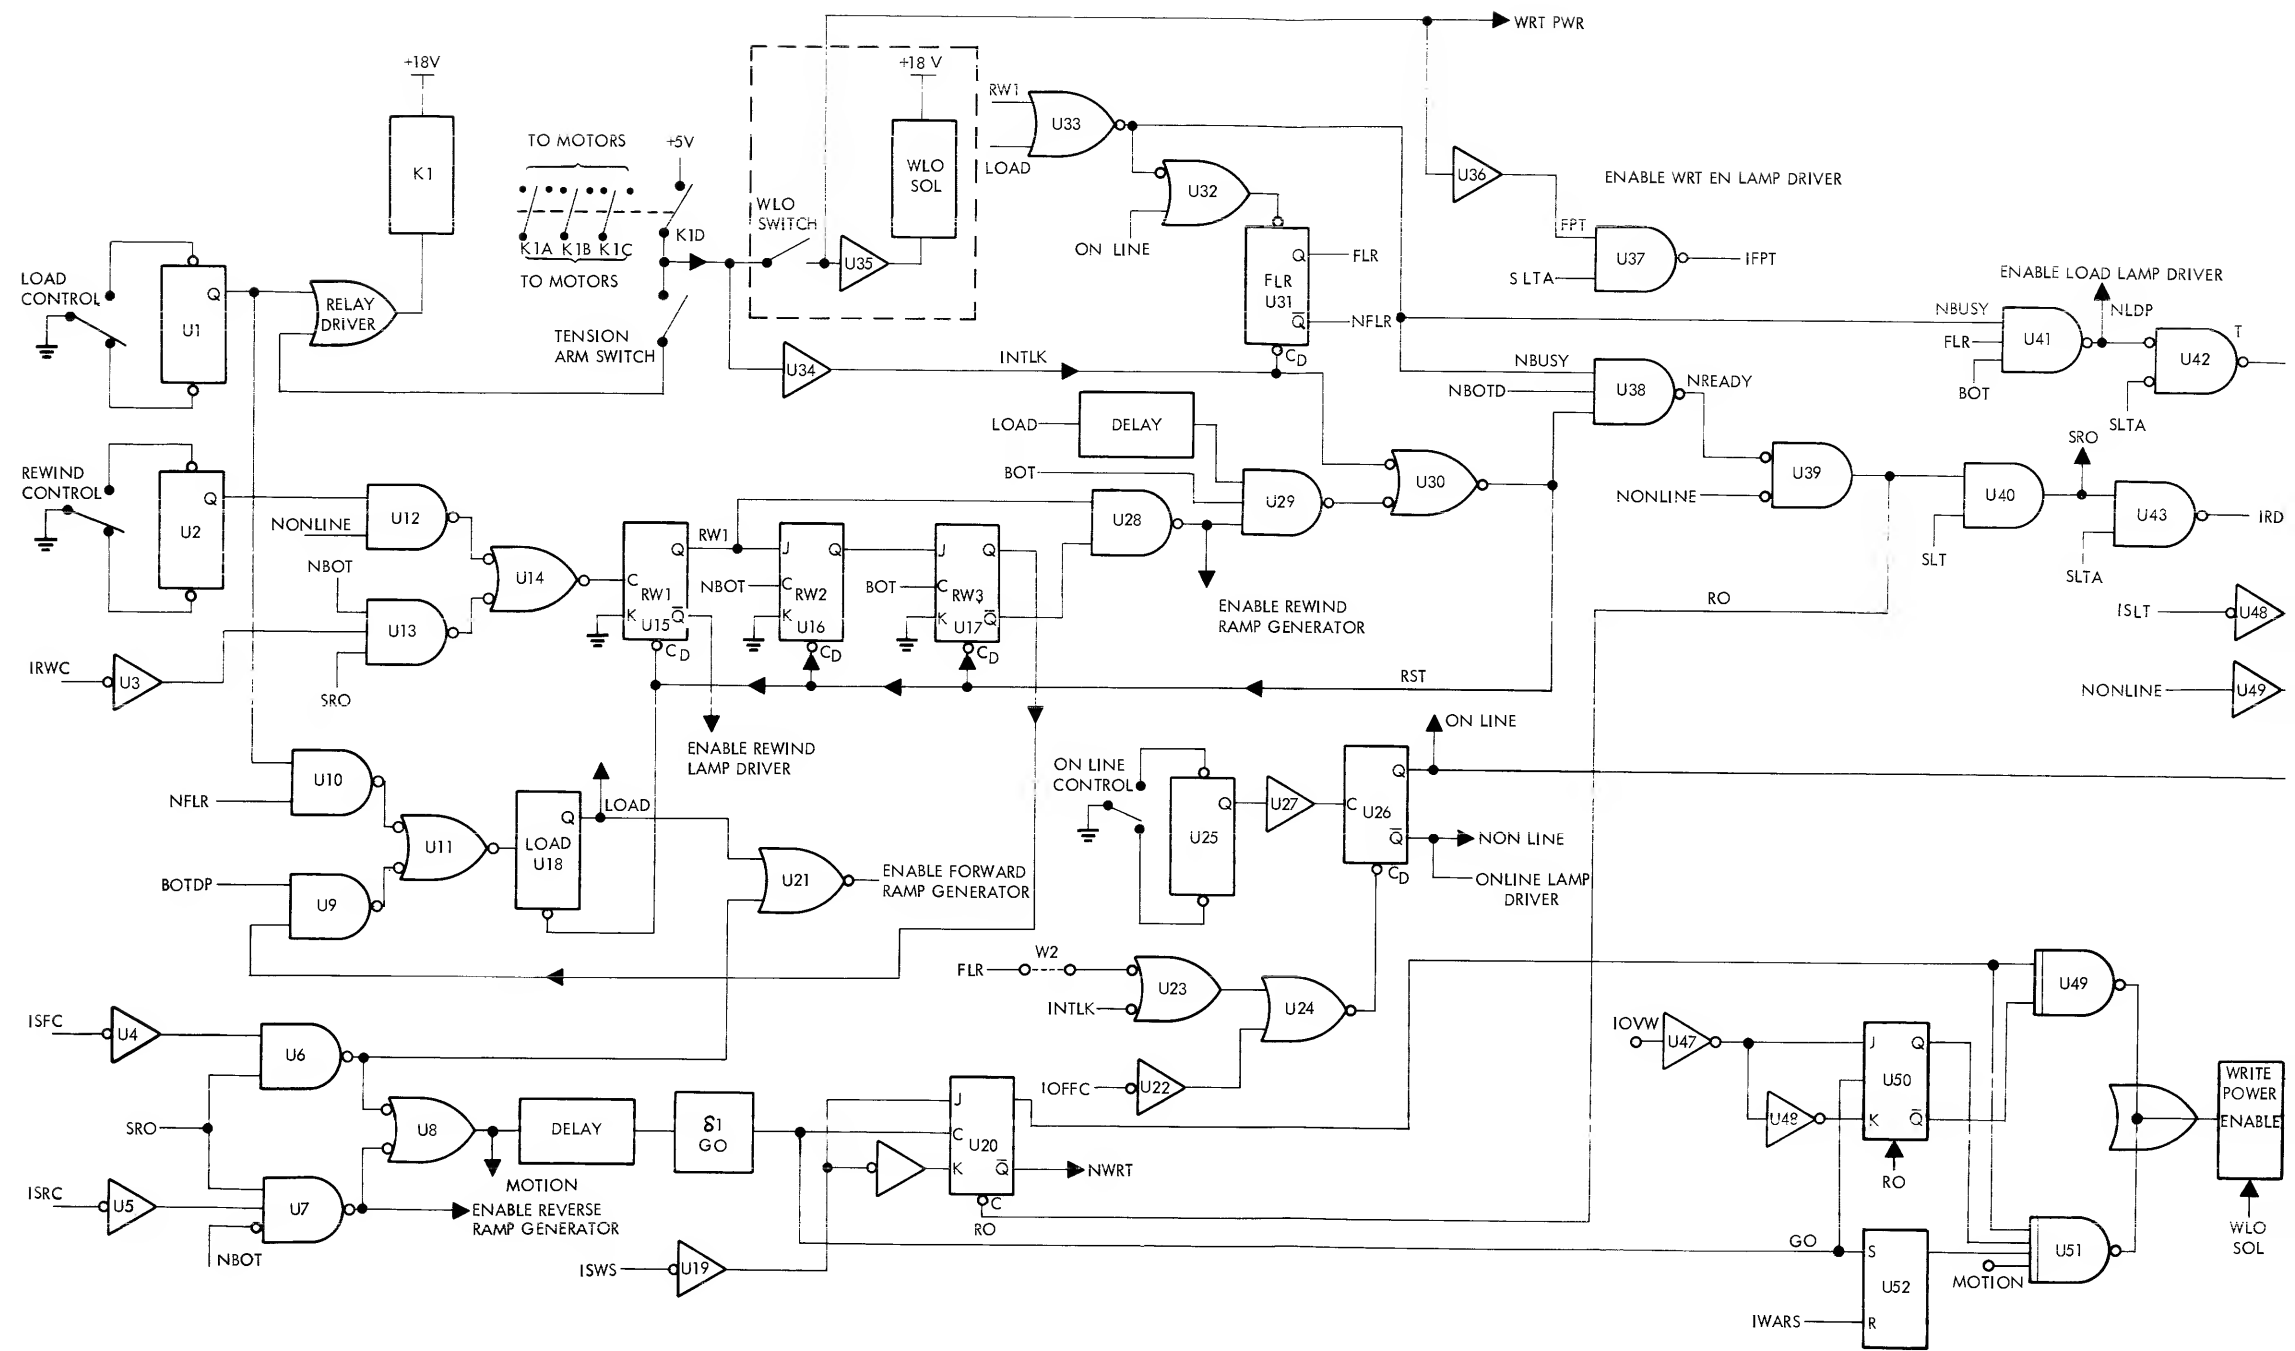 WRT PWR
+18V
K1
TO MOTORS
+5V
K1A K1B K1C
K1D
TO MOTORS
TENSION
ARM SWITCH
+18 V
WLO
SOL
WLO
SWITCH
U35
RW1
LOAD
U33
U32
ON LINE
Q
FLR
FLR
U31
Q
NFLR
CD
U36
ENABLE WRT EN LAMP DRIVER
FPT
SLTA
U37
IFPT
ENABLE LOAD LAMP DRIVER
NLDP
NBUSY
FLR
BOT
U41
T
U42
SLTA
LOAD
CONTROL
Q
U1
RELAY
DRIVER
U34
INTLK
NBUSY
NBOTD
U38
NREADY
LOAD
DELAY
BOT
U29
U30
NONLINE
U39
U40
SLT
SRO
U43
IRD
SLTA
REWIND
CONTROL
Q
U2
NONLINE
U12
NBOT
U13
SRO
U14
IRWC
U3
Q
C
RW1
K
Q
U15
CD
RW1
J
Q
NBOT
C
RW2
K
U16
CD
J
Q
BOT
C
RW3
K
U17
Q
CD
U28
ENABLE REWIND
RAMP GENERATOR
RST
RO
ISLT
U48
NONLINE
U49
ENABLE REWIND
LAMP DRIVER
U10
NFLR
U11
BOTDP
U9
Q
LOAD
U18
LOAD
U21
ENABLE FORWARD
RAMP GENERATOR
ON LINE
CONTROL
Q
U25
U27
Q
C
U26
Q
CD
ON LINE
NON LINE
ONLINE LAMP
DRIVER
FLR
W2
INTLK
U23
U24
IOFFC
U22
ISFC
U4
U6
SRO
U8
DELAY
δ1
GO
MOTION
ISRC
U5
U7
NBOT
ENABLE REVERSE
RAMP GENERATOR
ISWS
U19
J
C
U20
K
Q
C
NWRT
RO
IOVW
U47
U48
J
Q
U50
K
Q
RO
GO
S
U52
R
IWARS
MOTION
U49
U51
WRITE
POWER
ENABLE
WLO
SOL